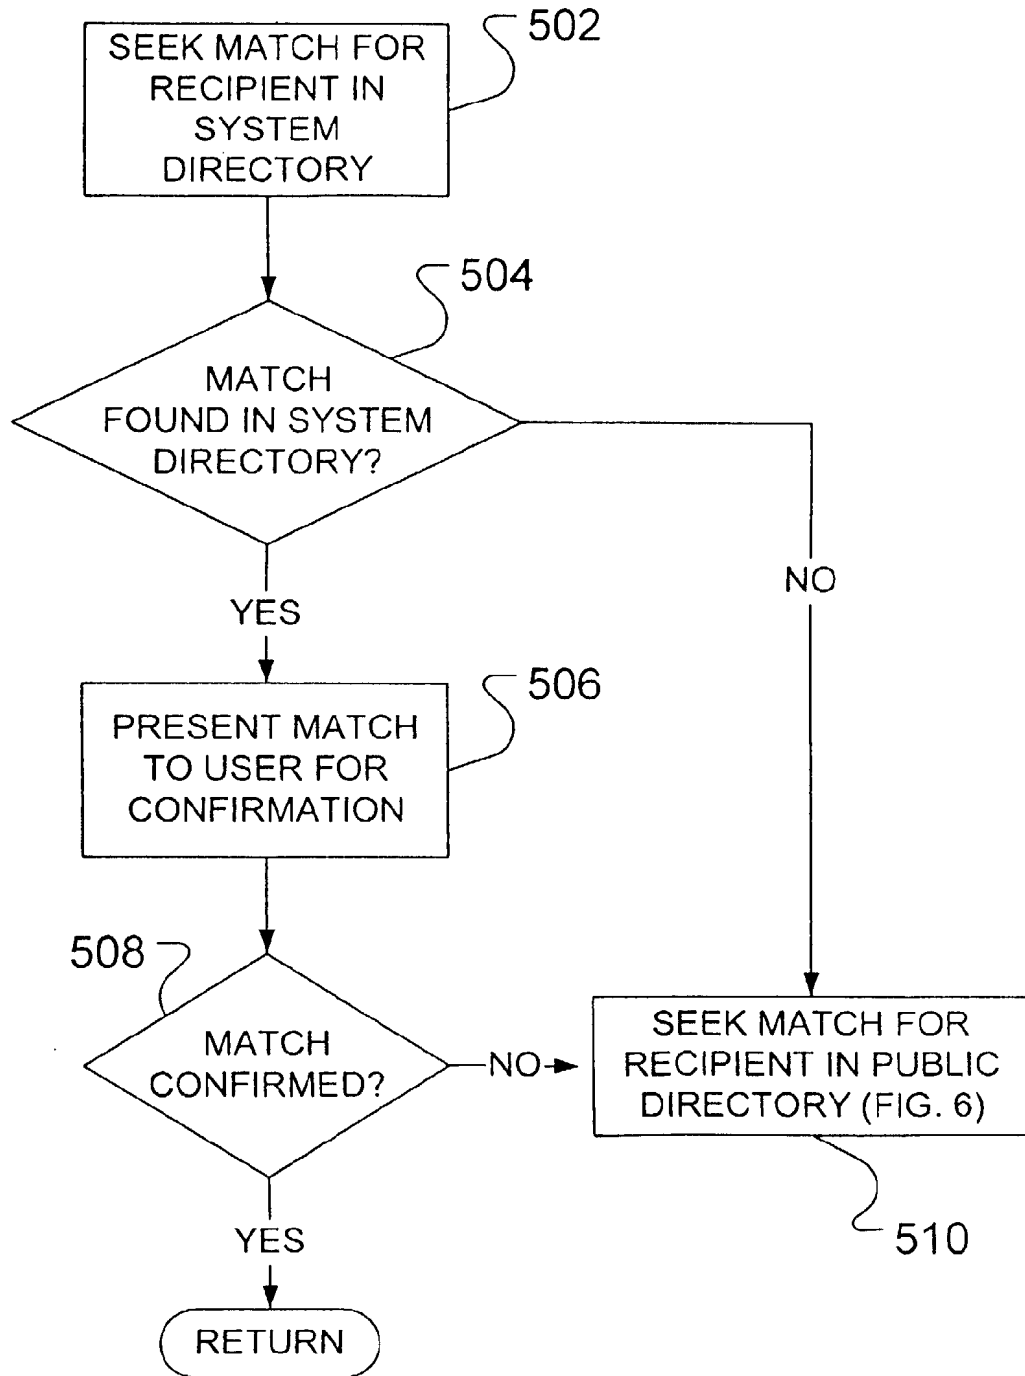 502
SEEK MATCH FOR
RECIPIENT IN
SYSTEM
DIRECTORY
504
MATCH
FOUND IN SYSTEM
DIRECTORY?
NO
YES
506
PRESENT MATCH
TO USER FOR
CONFIRMATION
508
MATCH
CONFIRMED?
NO
SEEK MATCH FOR
RECIPIENT IN PUBLIC
DIRECTORY (FIG. 6)
510
YES
RETURN